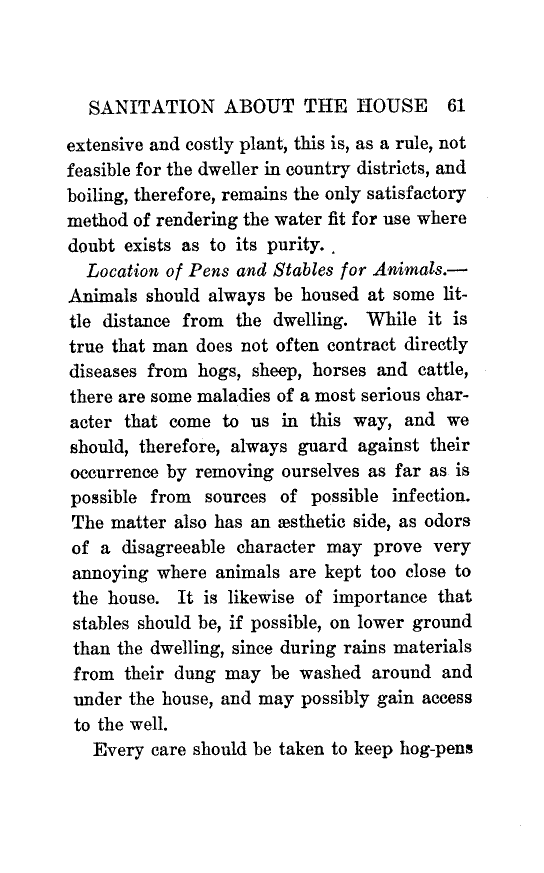 SANITATION ABOUT THE HOUSE 61
extensive and costly plant, this is, as a rule, not
feasible for the dweller in country districts, and
boiling, therefore, remains the only satisfactory
method of rendering the water fit for use where
doubt exists as to its purity.
Location of Pens and Stables for Animals.—
Animals should always be housed at some lit-
tle distance from the dwelling. While it is
true that man does not often contract directly
diseases from hogs, sheep, horses and cattle,
there are some maladies of a most serious char-
acter that come to us in this way, and we
should, therefore, always guard against their
occurrence by removing ourselves as far as is
possible from sources of possible infection.
The matter also has an æsthetic side, as odors
of a disagreeable character may prove very
annoying where animals are kept too close to
the house. It is likewise of importance that
stables should be, if possible, on lower ground
than the dwelling, since during rains materials
from their dung may be washed around and
under the house, and may possibly gain access
to the well.
Every care should be taken to keep hog-pens